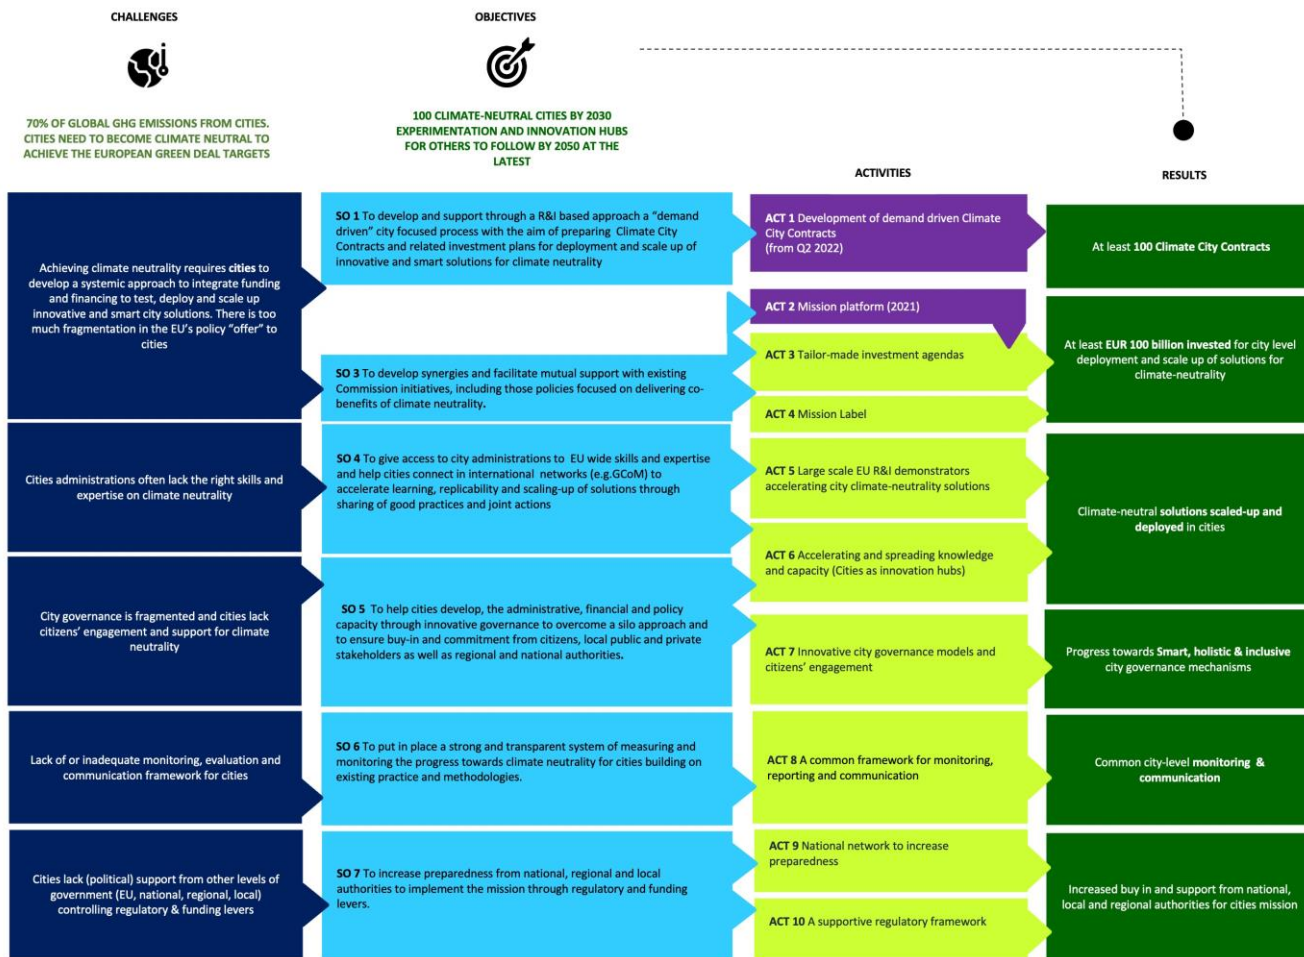 CHALLENGES
70% OF GLOBAL GHG EMISSIONS FROM CITIES.
CITIES NEED TO BECOME CLIMATE NEUTRAL TO
ACHIEVE THE EUROPEAN GREEN DEAL TARGETS
Achieving climate neutrality requires cities to
develop a systemic approach to integrate funding
and financing to test, deploy and scale up
innovative and smart city solutions. There is too
much fragmentation in the EU's policy "offer" to
cities
Cities administrations often lack the right skills and
expertise on climate neutrality
City governance is fragmented and cities lack
citizens' engagement and support for climate
neutrality
Lack of or inadequate monitoring, evaluation and
communication framework for cities
Cities lack (political) support from other levels of
government (EU, national, regional, local)
controlling regulatory & funding levers
OBJECTIVES
100 CLIMATE-NEUTRAL CITIES BY 2030
EXPERIMENTATION AND INNOVATION HUBS
FOR OTHERS TO FOLLOW BY 2050 AT THE
LATEST
SO 1 To develop and support through a R&I based approach a "demand
driven" city focused process with the aim of preparing Climate City
Contracts and related investment plans for deployment and scale up of
innovative and smart solutions for climate neutrality
SO 3 To develop synergies and facilitate mutual support with existing
Commission initiatives, including those policies focused on delivering co-
benefits of climate neutrality.
SO 4 To give access to city administrations to EU wide skills and expertise
and help cities connect in international networks (e.g.GCoM) to
accelerate learning, replicability and scaling-up of solutions through
sharing of good practices and joint actions
SO 5 To help cities develop, the administrative, financial and policy
capacity through innovative governance to overcome a silo approach and
to ensure buy-in and commitment from citizens, local public and private
stakeholders as well as regional and national authorities.
SO 6 To put in place a strong and transparent system of measuring and
monitoring the progress towards climate neutrality for cities building on
existing practice and methodologies.
SO 7 To increase preparedness from national, regional and local
authorities to implement the mission through regulatory and funding
levers.
ACTIVITIES
ACT 1 Development of demand driven Climate
City Contracts
(from Q2 2022)
ACT 2 Mission platform (2021)
ACT 3 Tailor-made investment agendas
ACT 4 Mission Label
ACT 5 Large scale EU R&I demonstrators
accelerating city climate-neutrality solutions
ACT 6 Accelerating and spreading knowledge
and capacity (Cities as innovation hubs)
ACT 7 Innovative city governance models and
citizens' engagement
ACT 8 A common framework for monitoring,
reporting and communication
ACT 9 National network to increase
preparedness
ACT 10 A supportive regulatory framework
RESULTS
At least 100 Climate City Contracts
At least EUR 100 billion invested for city level
deployment and scale up of solutions for
climate-neutrality
Climate-neutral solutions scaled-up and
deployed in cities
Progress towards Smart, holistic & inclusive
city governance mechanisms
Common city-level monitoring &
communication
Increased buy in and support from national,
local and regional authorities for cities mission